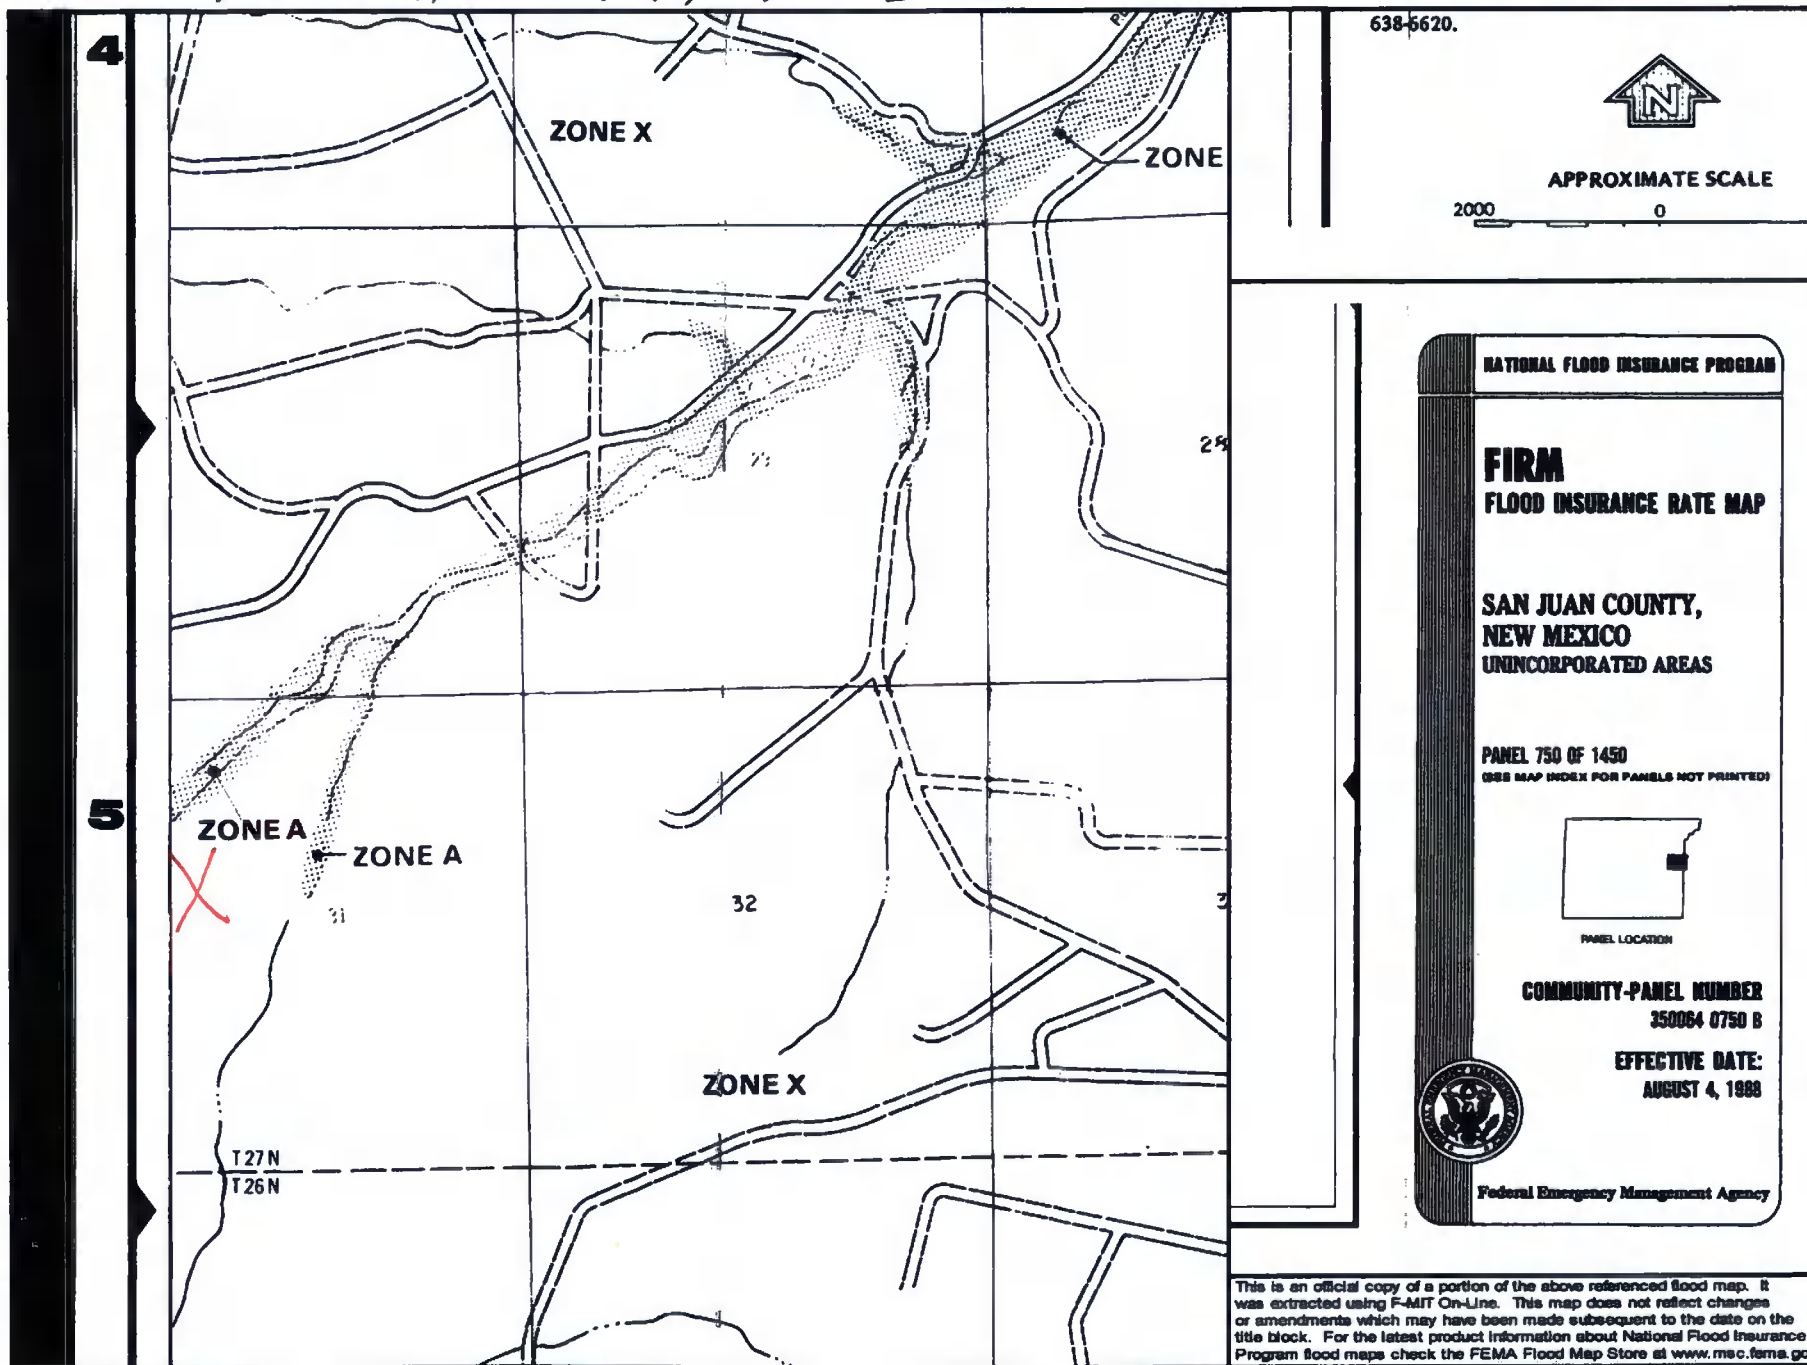 4
638-6620.
N
ZONE X
ZONE
APPROXIMATE SCALE
2000 0
NATIONAL FLOOD INSURANCE PROGRAM
FIRM
FLOOD INSURANCE RATE MAP
SAN JUAN COUNTY,
NEW MEXICO
UNINCORPORATED AREAS
PANEL 750 OF 1450
(SEE MAP INDEX FOR PANELS NOT PRINTED)
PANEL LOCATION
COMMUNITY-PANEL NUMBER
350064 0750 B
EFFECTIVE DATE:
AUGUST 4, 1988
Federal Emergency Management Agency
5
ZONE A
ZONE A
31
32
ZONE X
T27N
T26N
This is an official copy of a portion of the above referenced flood map. It
was extracted using F-MIT On-Line. This map does not reflect changes
or amendments which may have been made subsequent to the date on the
title block. For the latest product information about National Flood Insurance
Program flood maps check the FEMA Flood Map Store at www.msc.fema.go